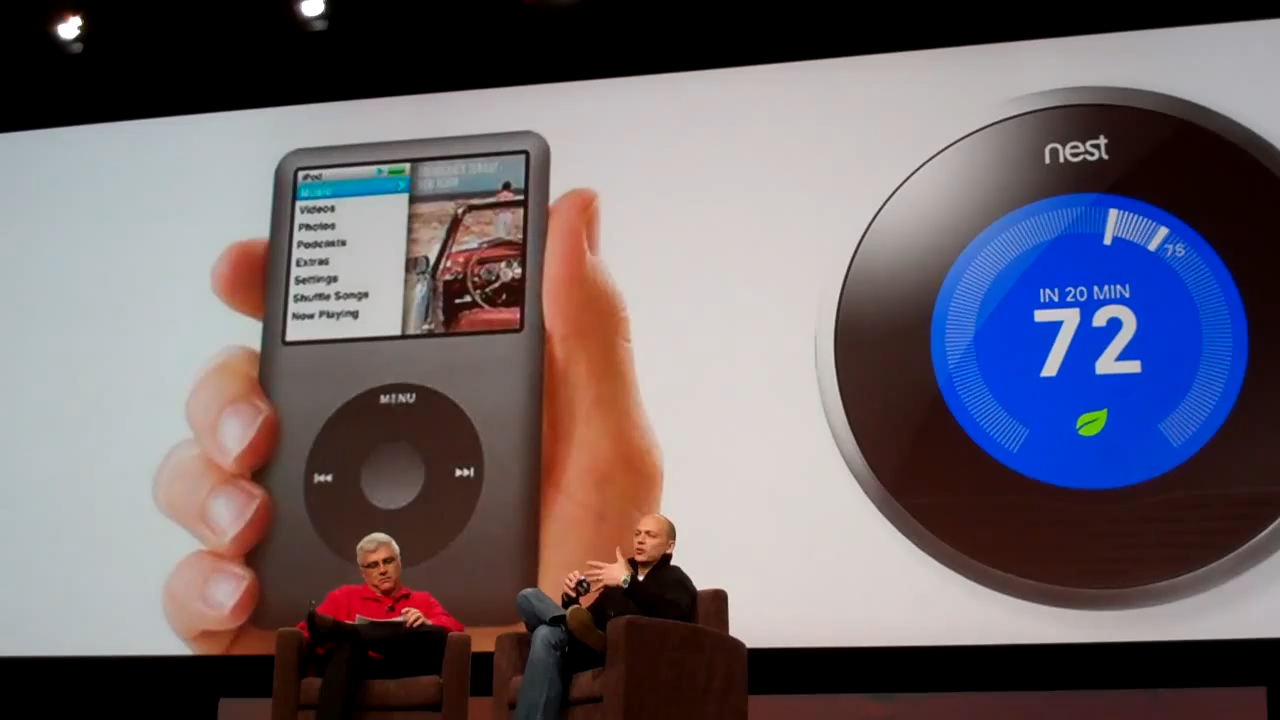 iPod
Music
Videos
Photos
Podcasts
Extras
Settings
Shuffle Songs
Now Playing
MENU
nest
75
IN 20 MIN
72